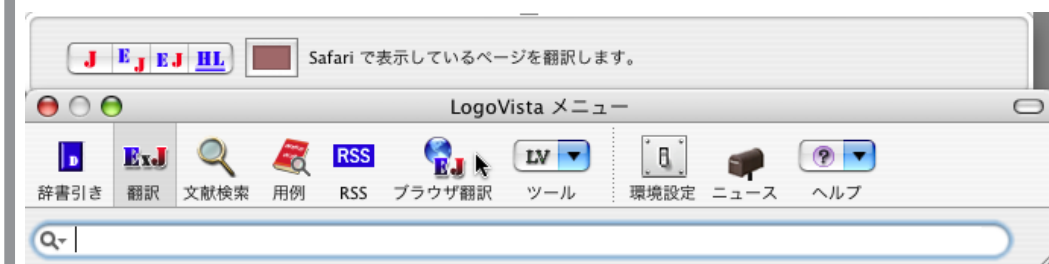 J EJ EJ HL Safari で表示しているページを翻訳します。
LogoVista メニュー
D ExJ RSS EJ LV ?
辞書引き 翻訳 文献検索 用例 RSS ブラウザ翻訳 ツール 環境設定 ニュース ヘルプ